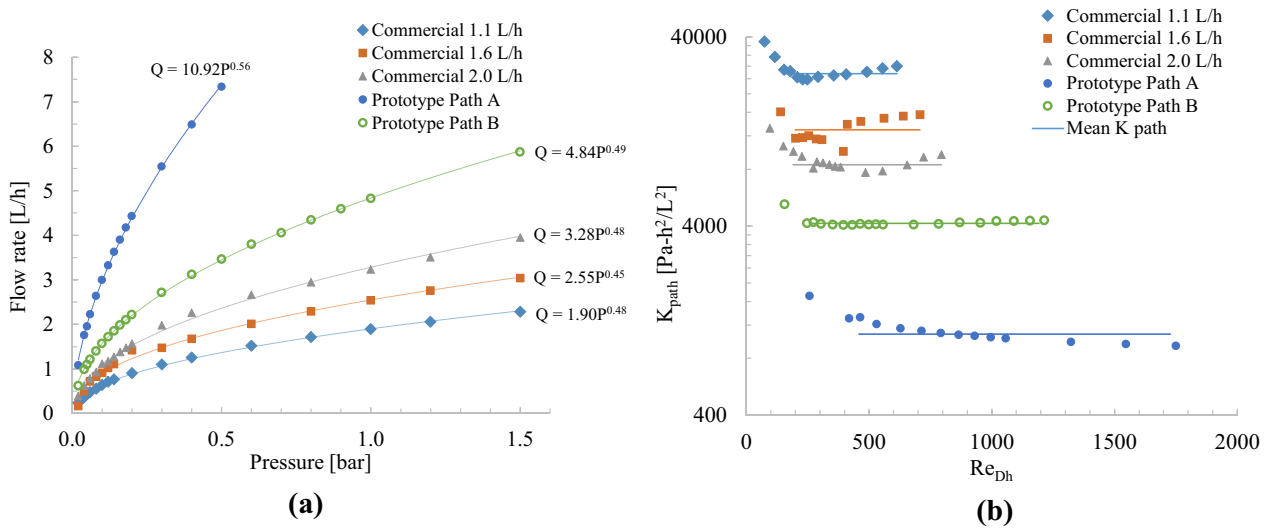 Commercial 1.1 L/h
Commercial 1.6 L/h
Commercial 2.0 L/h
Prototype Path A
Prototype Path B
Q = 10.92P^0.56
Q = 4.84P^0.49
Q = 3.28P^0.48
Q = 2.55P^0.45
Q = 1.90P^0.48
8
7
6
5
4
3
2
1
0
Flow rate [L/h]
0.0 0.5 1.0 1.5
Pressure [bar]
(a)
Commercial 1.1 L/h
Commercial 1.6 L/h
Commercial 2.0 L/h
Prototype Path A
Prototype Path B
Mean K path
40000
4000
400
K_path [Pa-h^2/L^2]
0 500 1000 1500 2000
Re_Dh
(b)